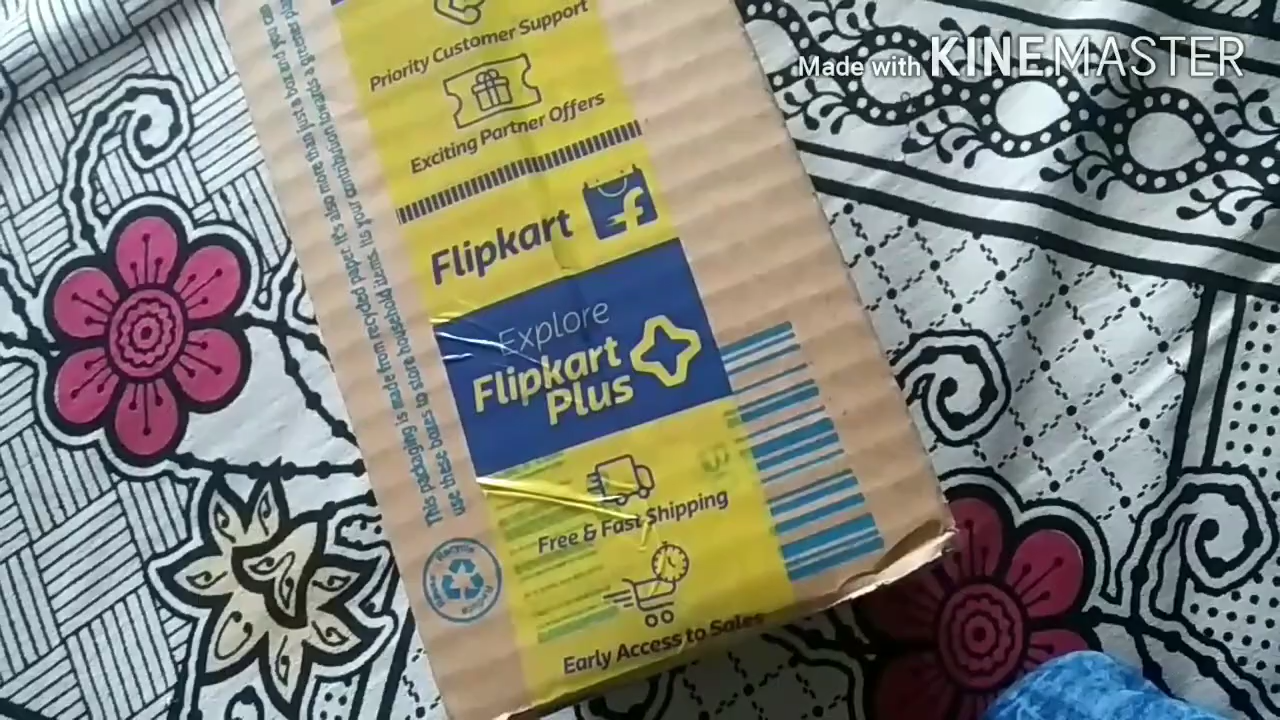 Made with KINEMASTER
Priority Customer Support
Exciting Partner Offers
Flipkart
Explore
Flipkart
Plus
Free & Fast Shipping
Early Access to Sales
This packaging is made from recycled paper. It's also more than just a box and you can
use these boxes to store household items. Its your contribution towards a greener
Recycle
Reduce